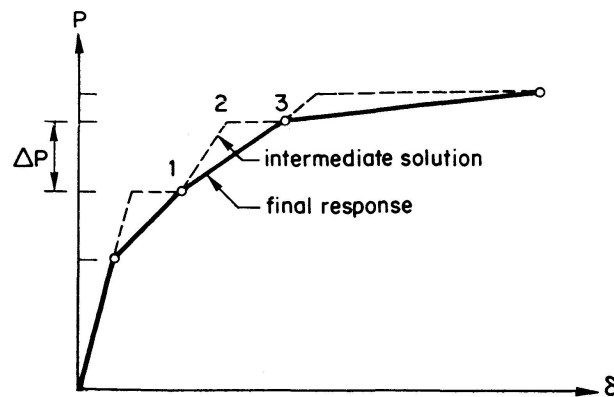 P
2
3
ΔP
1
intermediate solution
final response
δ